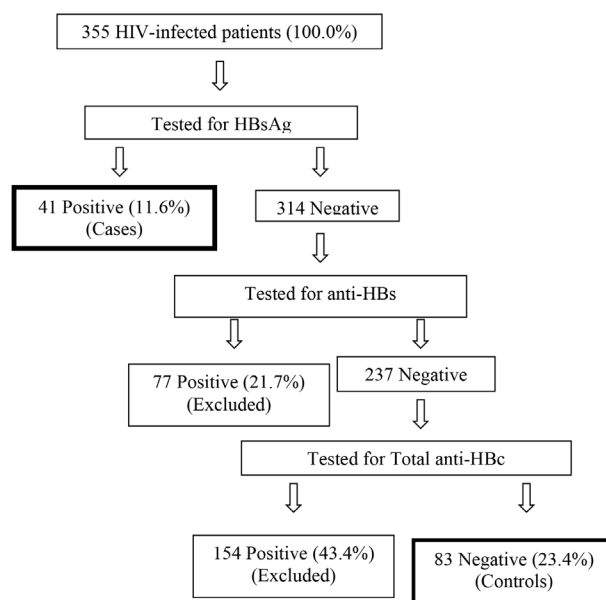 355 HIV-infected patients (100.0%)
Tested for HBsAg
41 Positive (11.6%)
(Cases)
314 Negative
Tested for anti-HBs
77 Positive (21.7%)
(Excluded)
237 Negative
Tested for Total anti-HBc
154 Positive (43.4%)
(Excluded)
83 Negative (23.4%)
(Controls)